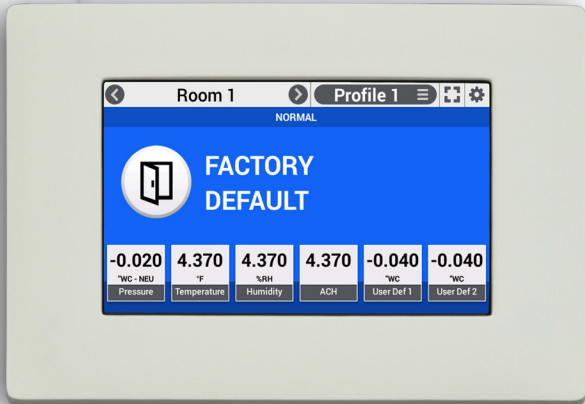 Room 1
Profile 1
NORMAL
FACTORY
DEFAULT
-0.020 4.370 4.370 4.370 -0.040 -0.040
"WC - NEU °F %RH "WC "WC
Pressure Temperature Humidity ACH User Def 1 User Def 2